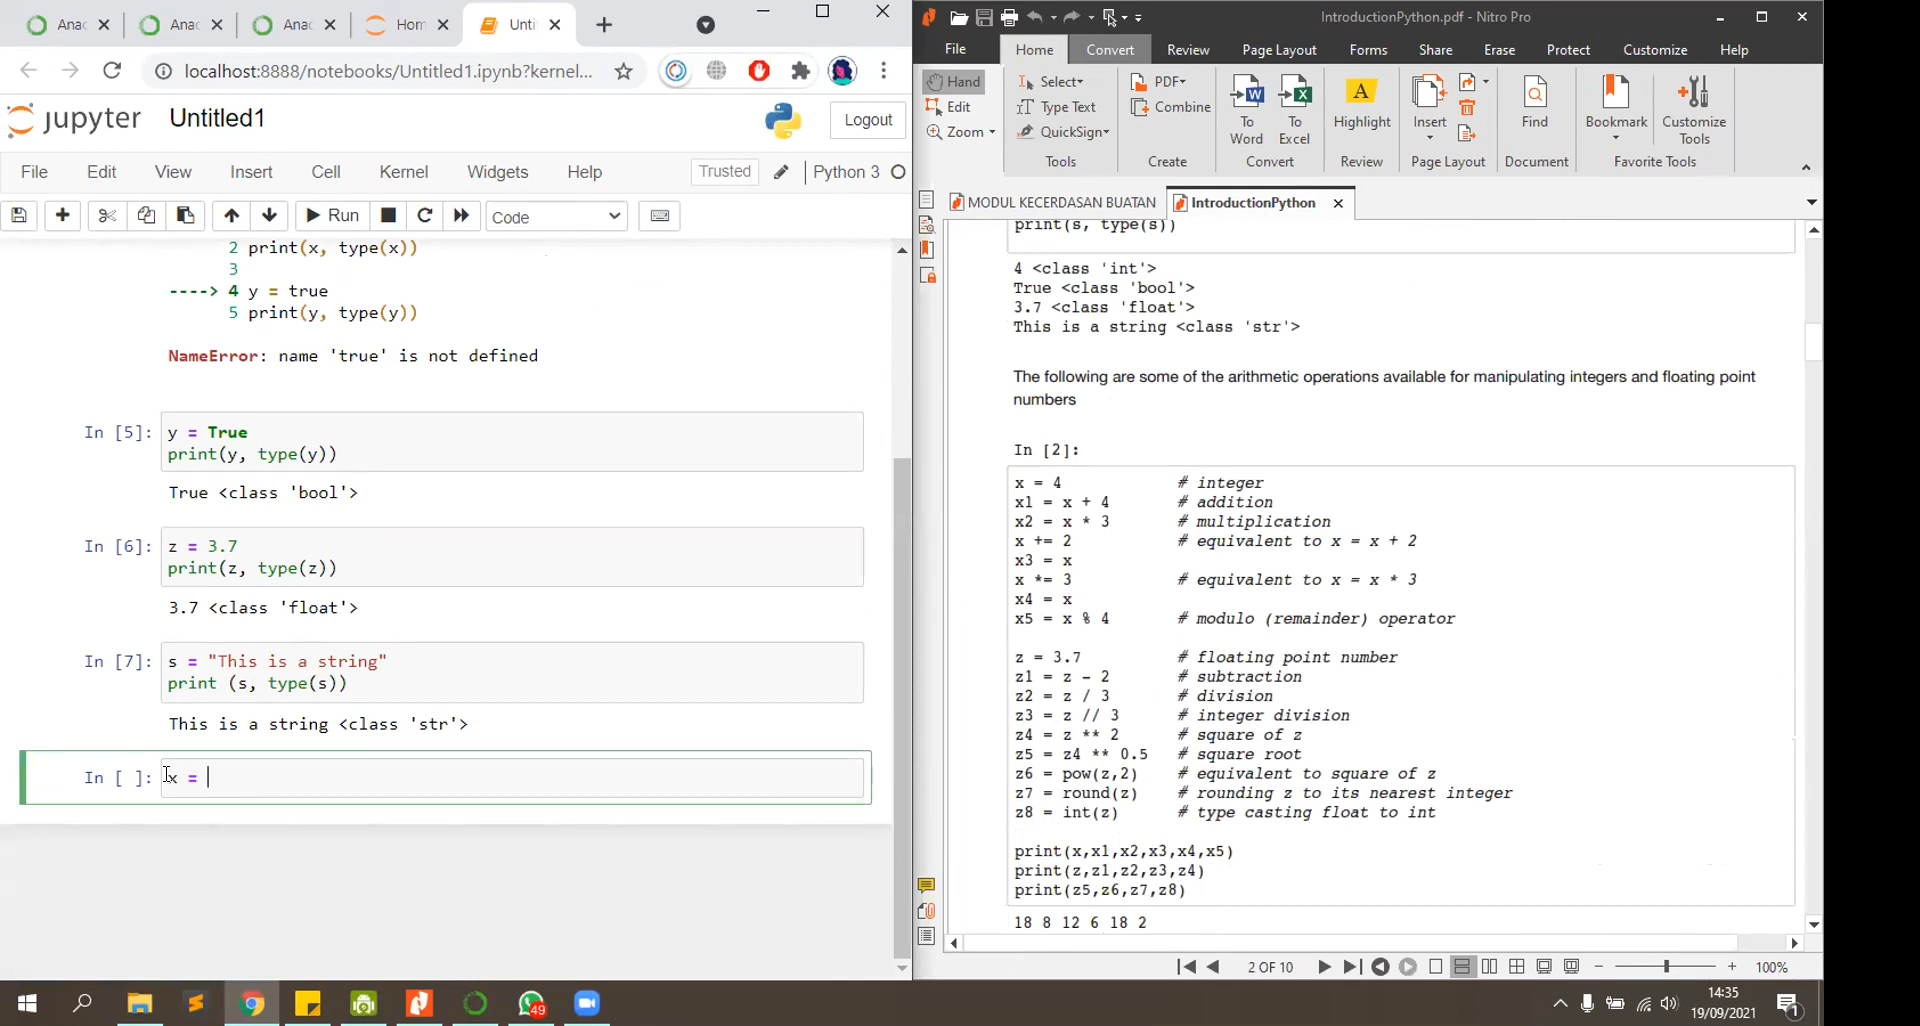 Anac
Anac
Anac
Hom
Unti
localhost:8888/notebooks/Untitled1.ipynb?kernel...
jupyter
Untitled1
Logout
File
Edit
View
Insert
Cell
Kernel
Widgets
Help
Trusted
Python 3
Run
Code
2 print(x, type(x))
3
----> 4 y = true
5 print(y, type(y))
NameError: name 'true' is not defined
In [5]:
y = True
print(y, type(y))
True <class 'bool'>
In [6]:
z = 3.7
print(z, type(z))
3.7 <class 'float'>
In [7]:
s = "This is a string"
print (s, type(s))
This is a string <class 'str'>
In [ ]:
x =
IntroductionPython.pdf - Nitro Pro
File
Home
Convert
Review
Page Layout
Forms
Share
Erase
Protect
Customize
Help
Hand
Edit
Zoom
Select
Type Text
QuickSign
Tools
PDF
Combine
Create
To Word
To Excel
Convert
Highlight
Review
Insert
Page Layout
Find
Document
Bookmark
Customize Tools
Favorite Tools
MODUL KECERDASAN BUATAN
IntroductionPython
print(s, type(s))
4 <class 'int'>
True <class 'bool'>
3.7 <class 'float'>
This is a string <class 'str'>
The following are some of the arithmetic operations available for manipulating integers and floating point
numbers
In [2]:
x = 4 # integer
x1 = x + 4 # addition
x2 = x * 3 # multiplication
x += 2 # equivalent to x = x + 2
x3 = x
x *= 3 # equivalent to x = x * 3
x4 = x
x5 = x % 4 # modulo (remainder) operator
z = 3.7 # floating point number
z1 = z - 2 # subtraction
z2 = z / 3 # division
z3 = z // 3 # integer division
z4 = z ** 2 # square of z
z5 = z4 ** 0.5 # square root
z6 = pow(z,2) # equivalent to square of z
z7 = round(z) # rounding z to its nearest integer
z8 = int(z) # type casting float to int
print(x,x1,x2,x3,x4,x5)
print(z,z1,z2,z3,z4)
print(z5,z6,z7,z8)
18 8 12 6 18 2
2 OF 10
100%
49
14:35
19/09/2021
1